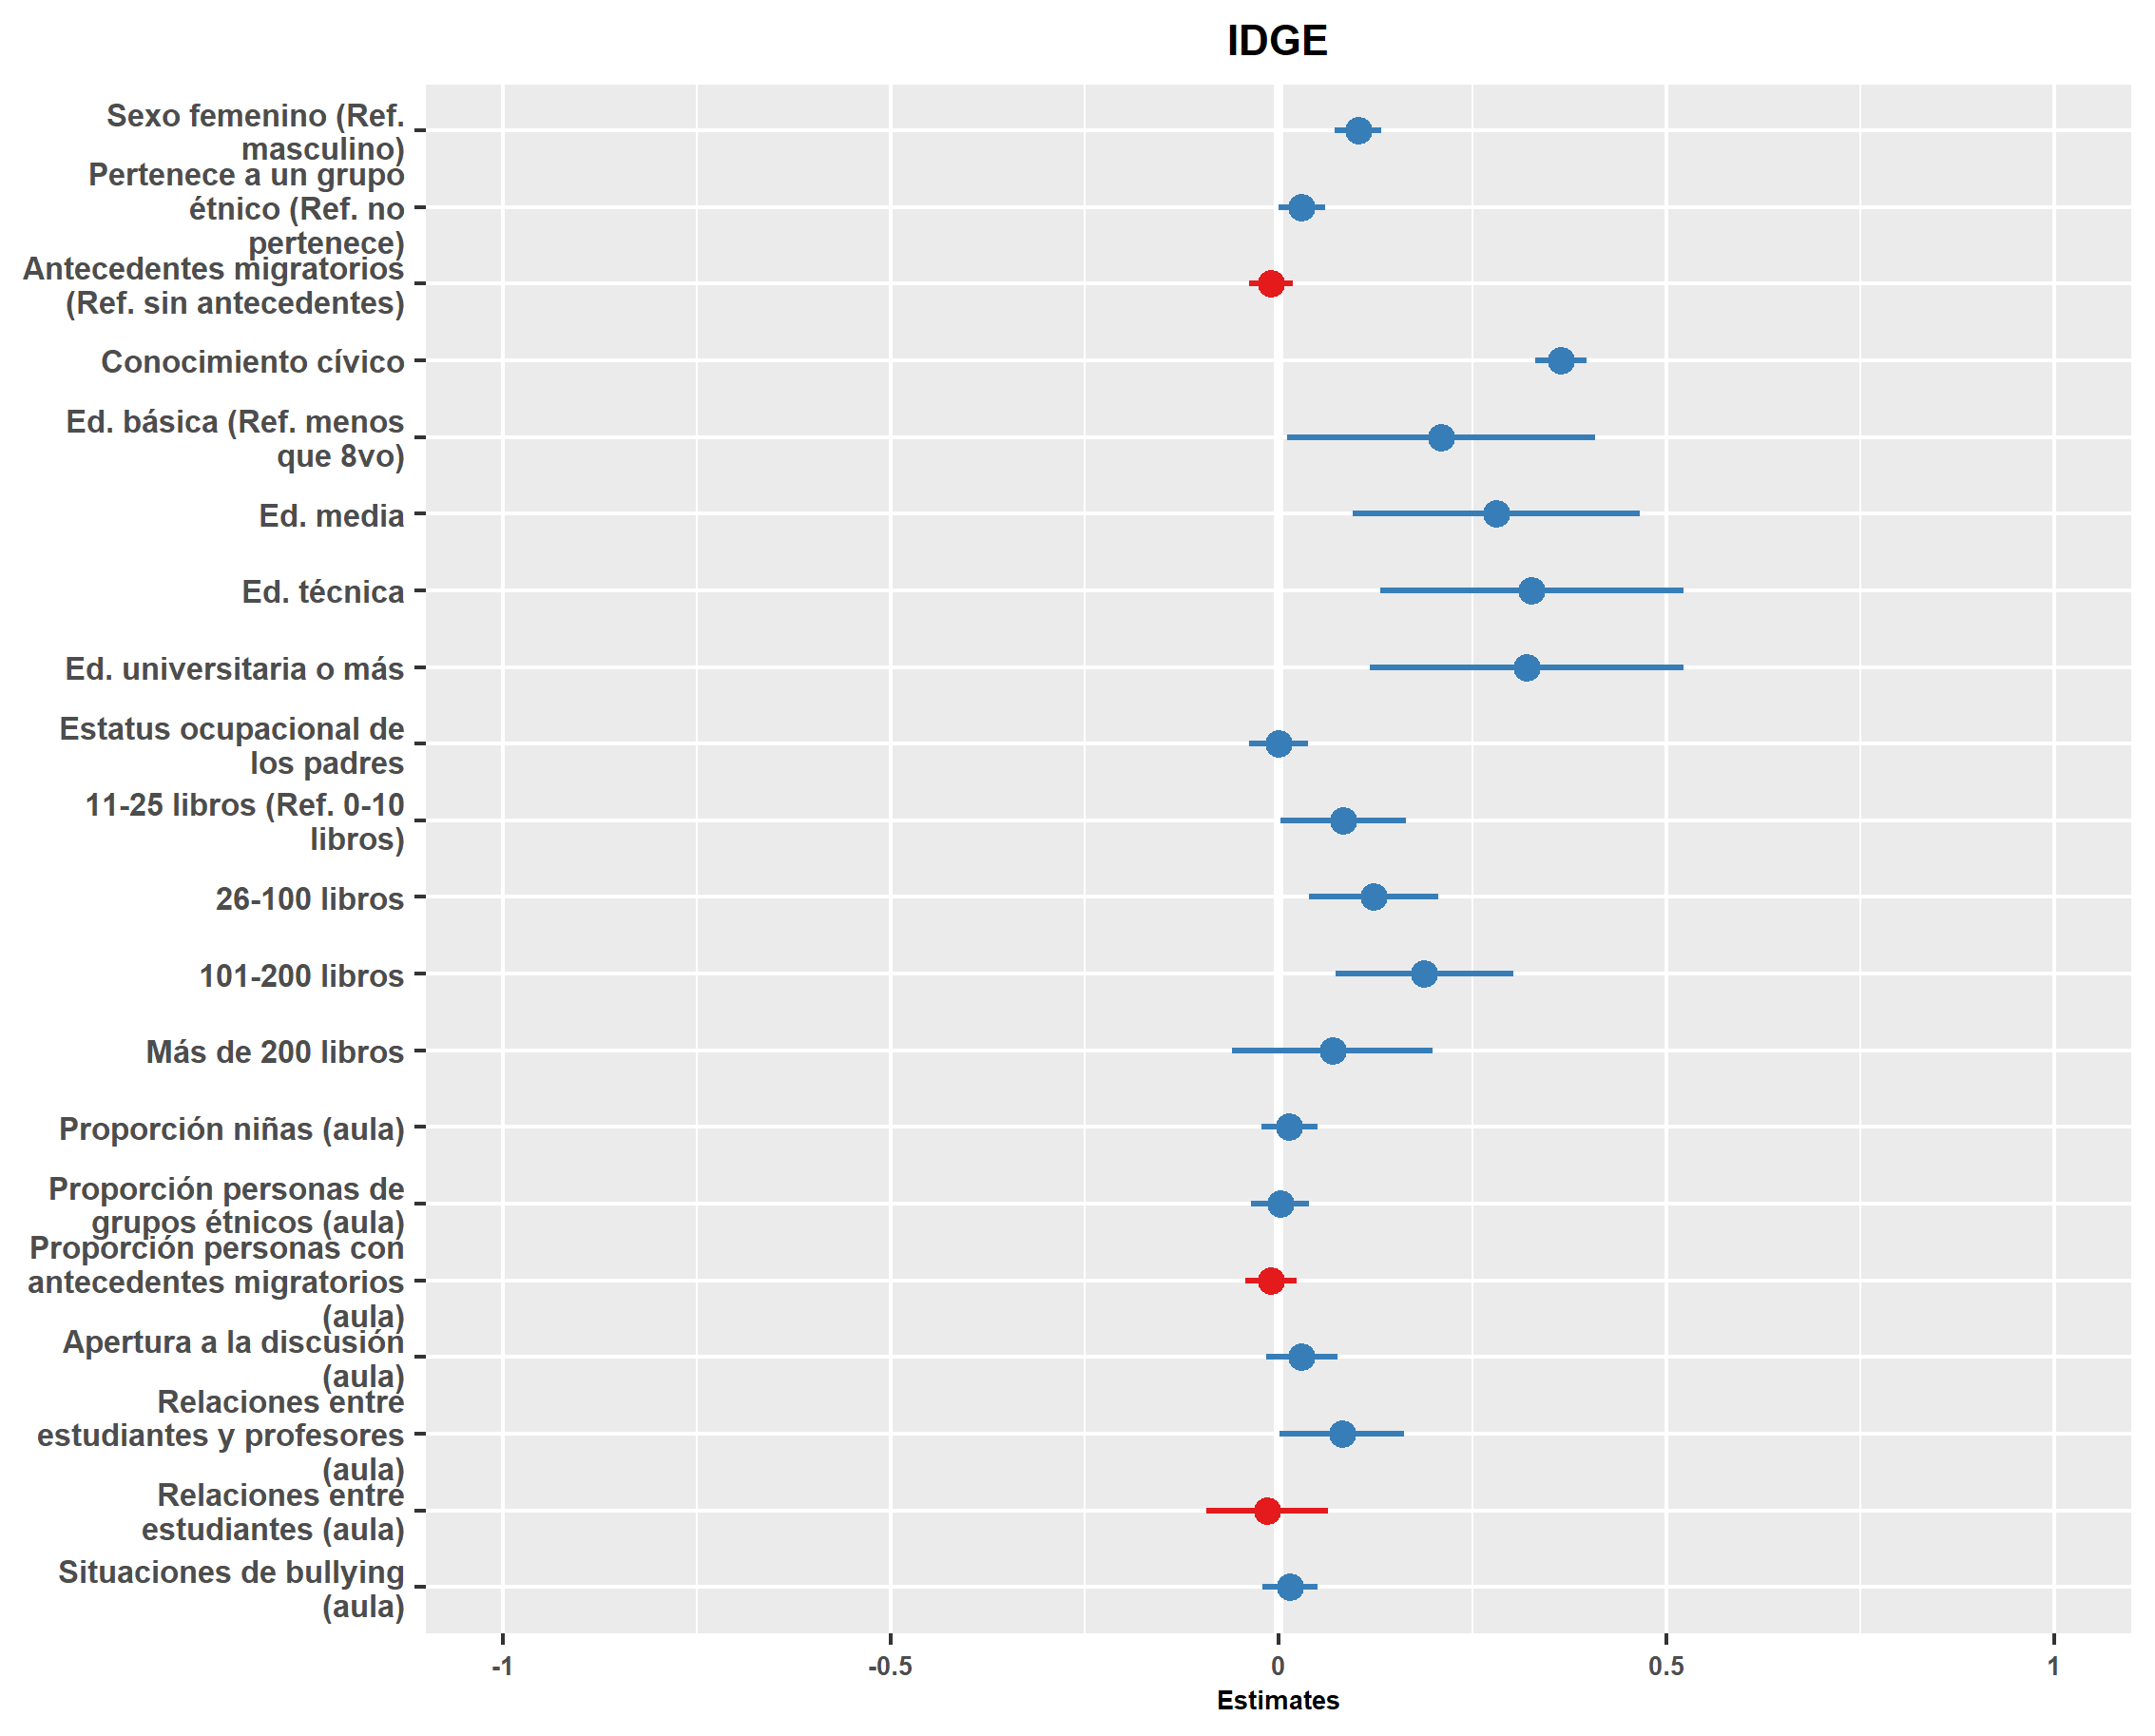 IDGE
Sexo femenino (Ref.
masculino)
Pertenece a un grupo
étnico (Ref. no
pertenece)
Antecedentes migratorios
(Ref. sin antecedentes)
Conocimiento cívico
Ed. básica (Ref. menos
que 8vo)
Ed. media
Ed. técnica
Ed. universitaria o más
Estatus ocupacional de
los padres
11-25 libros (Ref. 0-10
libros)
26-100 libros
101-200 libros
Más de 200 libros
Proporción niñas (aula)
Proporción personas de
grupos étnicos (aula)
Proporción personas con
antecedentes migratorios
(aula)
Apertura a la discusión
(aula)
Relaciones entre
estudiantes y profesores
(aula)
Relaciones entre
estudiantes (aula)
Situaciones de bullying
(aula)
-1 -0.5 0 0.5 1
Estimates